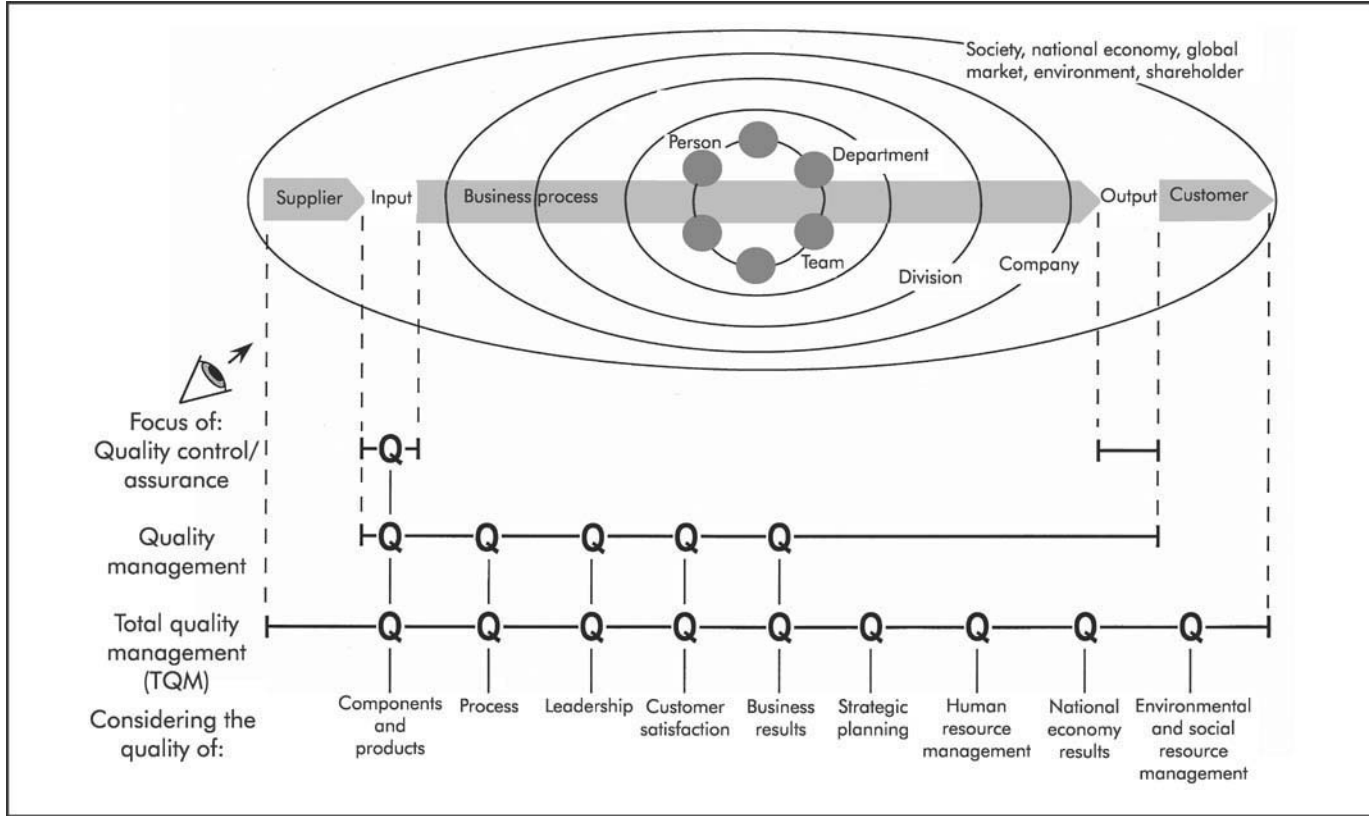 Society, national economy, global
market, environment, shareholder
Person
Department
Supplier
Input
Business process
Output
Customer
Team
Division
Company
Focus of:
Quality control/
assurance
Q
Quality
management
Q
Q
Q
Q
Q
Total quality
management
(TQM)
Q
Q
Q
Q
Q
Q
Q
Q
Q
Considering the
quality of:
Components
and
products
Process
Leadership
Customer
satisfaction
Business
results
Strategic
planning
Human
resource
management
National
economy
results
Environmental
and social
resource
management